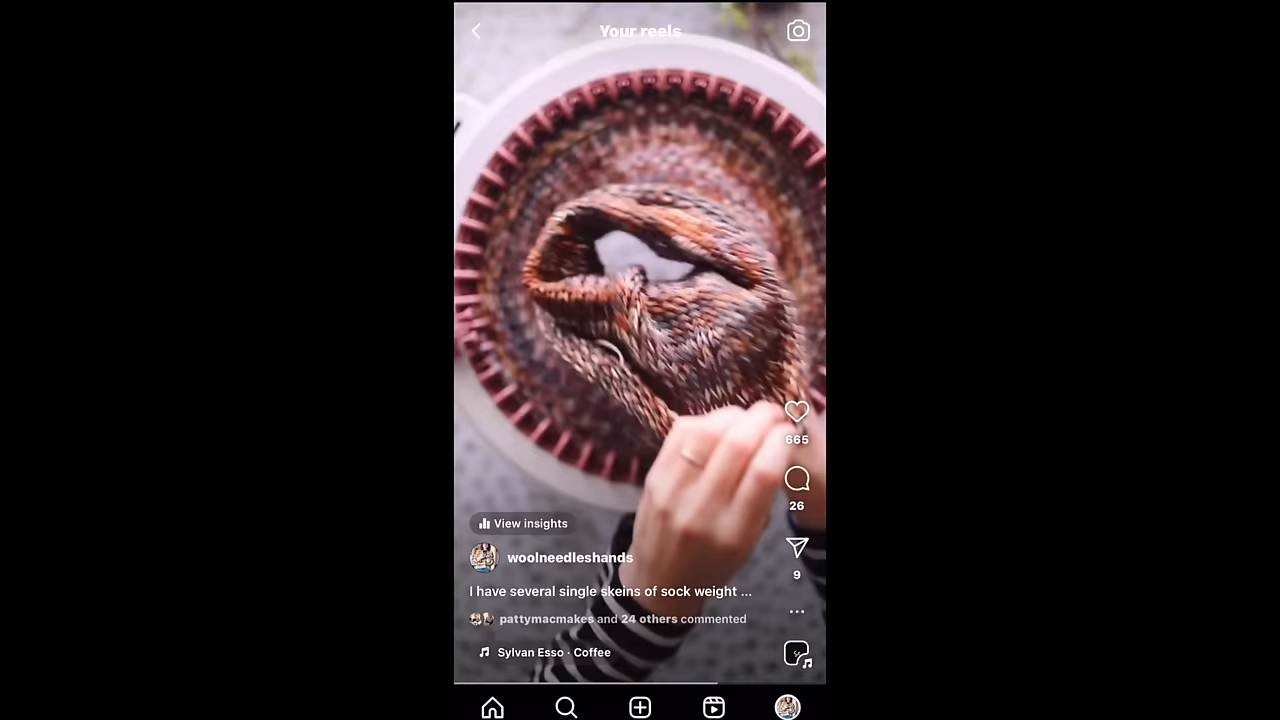 Your reels
665
26
View insights
woolneedleshands
9
I have several single skeins of sock weight ...
pattymacmakes and 24 others commented
Sylvan Esso · Coffee